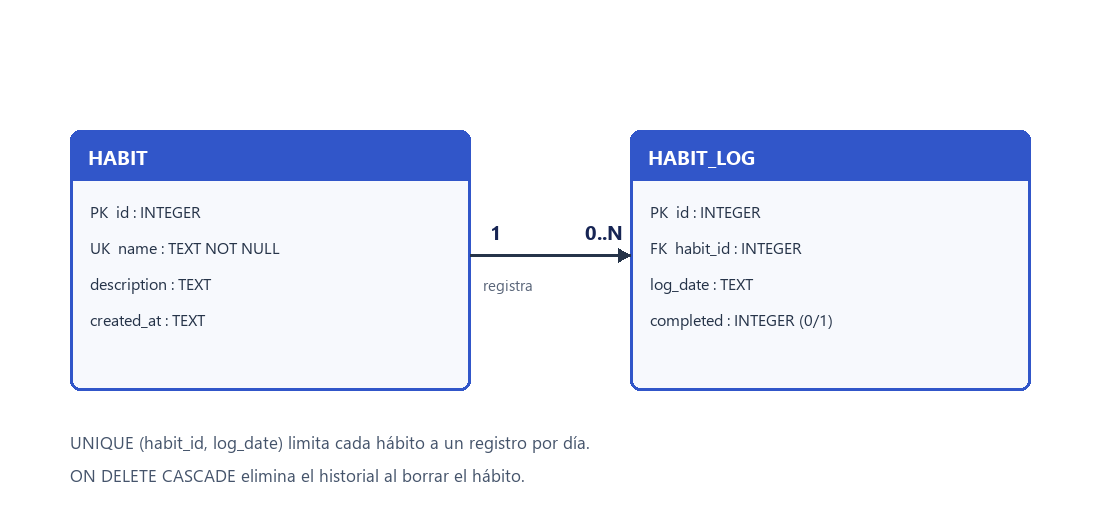 HABIT
PK id : INTEGER
UK name : TEXT NOT NULL
description : TEXT
created_at : TEXT
1
0..N
registra
HABIT_LOG
PK id : INTEGER
FK habit_id : INTEGER
log_date : TEXT
completed : INTEGER (0/1)
UNIQUE (habit_id, log_date) limita cada hábito a un registro por día.
ON DELETE CASCADE elimina el historial al borrar el hábito.